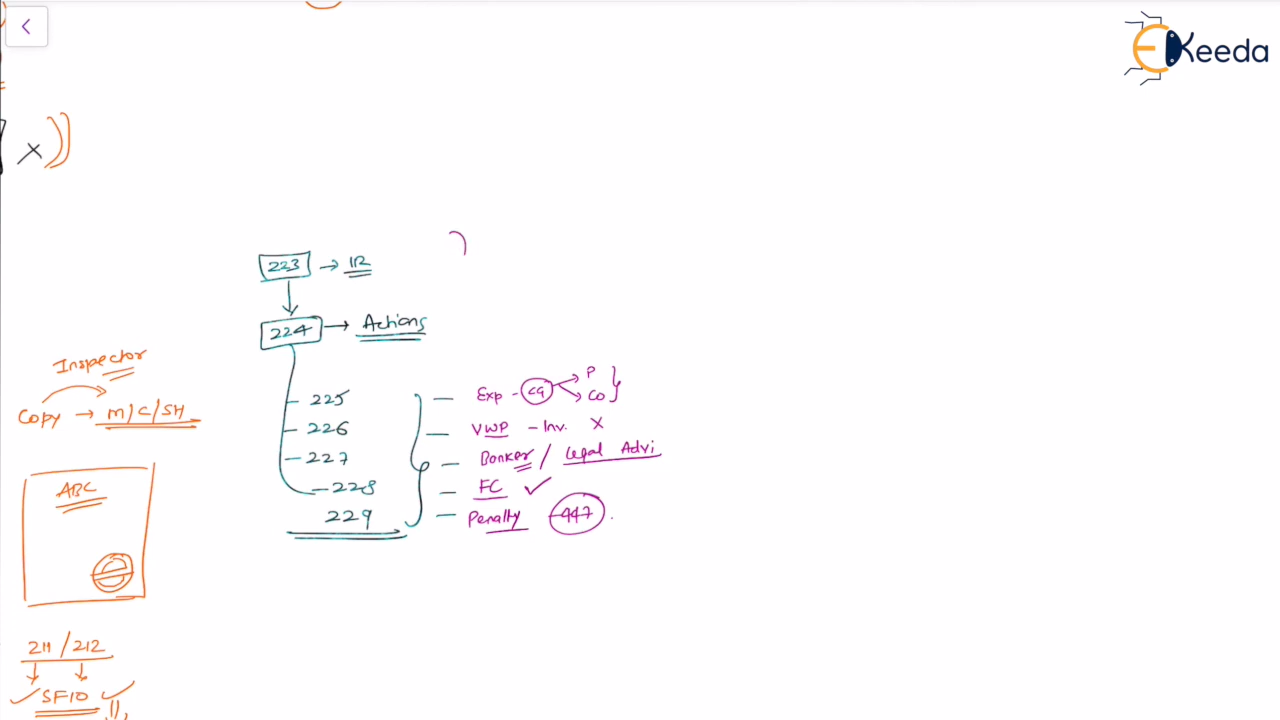 EKeeda
x
223 → IR
224 → Actions
225 — Exp - CG P
CO
226 — VWP - Inv. X
227 — Banker / Legal Advi
228 — FC ✓
229 — Penalty - 447
Inspector
Copy → M/C/SH
ABC
211 / 212
✓ SFIO ✓